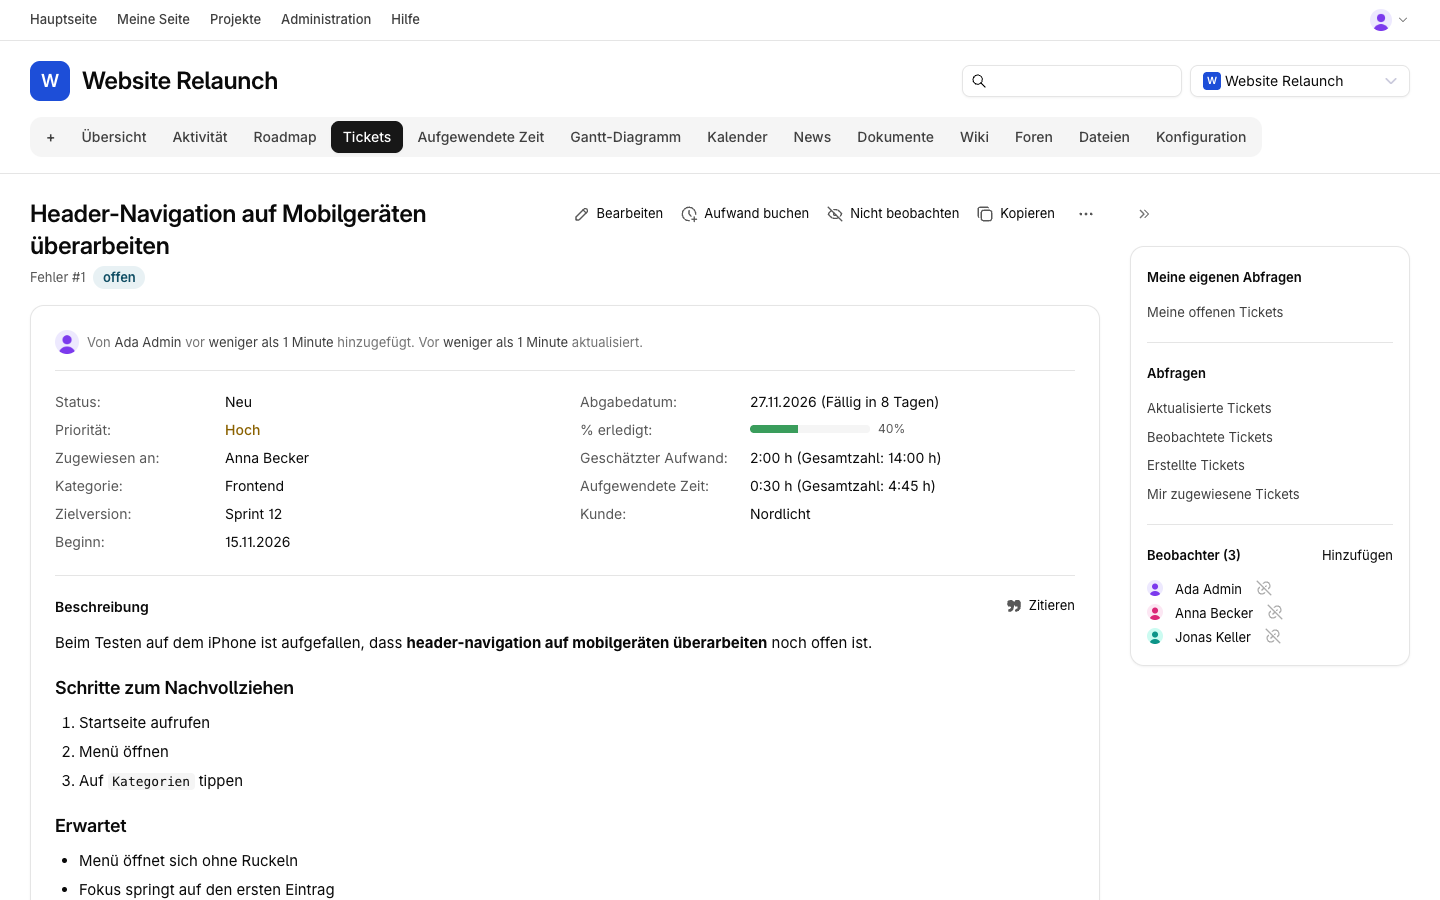 Hauptseite Meine Seite Projekte Administration Hilfe
W Website Relaunch
W Website Relaunch
+ Übersicht Aktivität Roadmap Tickets Aufgewendete Zeit Gantt-Diagramm Kalender News Dokumente Wiki Foren Dateien Konfiguration
Header-Navigation auf Mobilgeräten
überarbeiten
Bearbeiten Aufwand buchen Nicht beobachten Kopieren ··· »
Fehler #1 offen
Von Ada Admin vor weniger als 1 Minute hinzugefügt. Vor weniger als 1 Minute aktualisiert.
Status: Neu
Priorität: Hoch
Zugewiesen an: Anna Becker
Kategorie: Frontend
Zielversion: Sprint 12
Beginn: 15.11.2026
Abgabedatum: 27.11.2026 (Fällig in 8 Tagen)
% erledigt: 40%
Geschätzter Aufwand: 2:00 h (Gesamtzahl: 14:00 h)
Aufgewendete Zeit: 0:30 h (Gesamtzahl: 4:45 h)
Kunde: Nordlicht
Beschreibung Zitieren
Beim Testen auf dem iPhone ist aufgefallen, dass header-navigation auf mobilgeräten überarbeiten noch offen ist.
Schritte zum Nachvollziehen
1. Startseite aufrufen
2. Menü öffnen
3. Auf Kategorien tippen
Erwartet
• Menü öffnet sich ohne Ruckeln
• Fokus springt auf den ersten Eintrag
Meine eigenen Abfragen
Meine offenen Tickets
Abfragen
Aktualisierte Tickets
Beobachtete Tickets
Erstellte Tickets
Mir zugewiesene Tickets
Beobachter (3) Hinzufügen
Ada Admin
Anna Becker
Jonas Keller